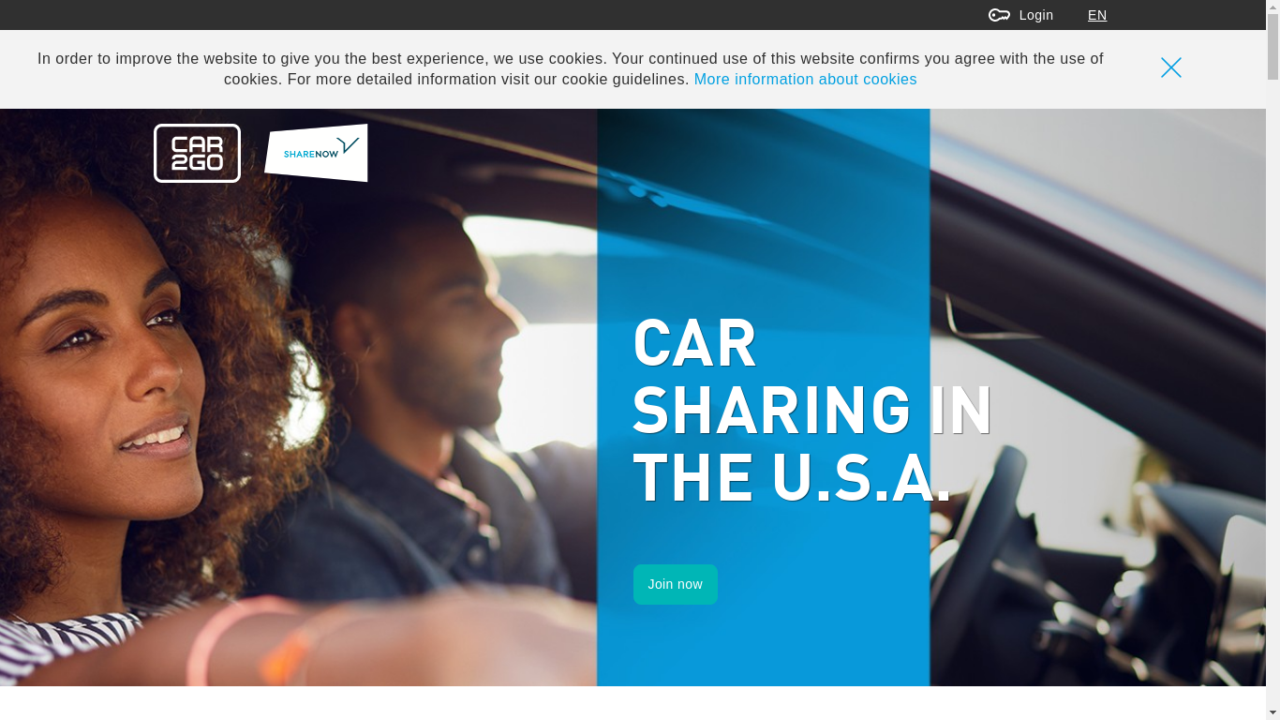 Login EN
In order to improve the website to give you the best experience, we use cookies. Your continued use of this website confirms you agree with the use of
cookies. For more detailed information visit our cookie guidelines. More information about cookies
CAR
2GO
SHARENOW
CAR
SHARING IN
THE U.S.A.
Join now